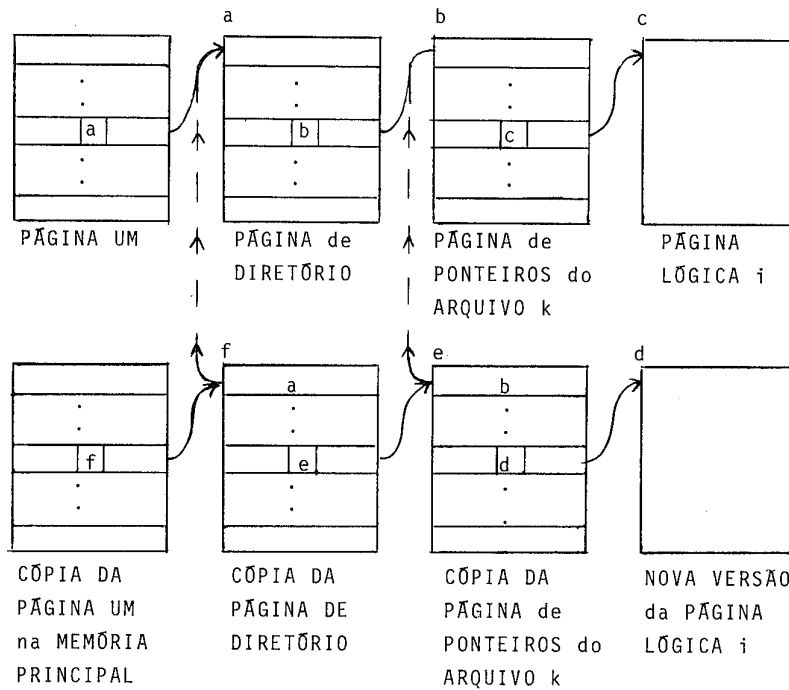 a b c
a b c
PÁGINA UM
PÁGINA de
DIRETÓRIO
PÁGINA de
PONTEIROS do
ARQUIVO k
PÁGINA
LÓGICA i
f e d
a b
f e d
CÓPIA DA
PÁGINA UM
na MEMÓRIA
PRINCIPAL
CÓPIA DA
PÁGINA DE
DIRETÓRIO
CÓPIA DA
PÁGINA de
PONTEIROS do
ARQUIVO k
NOVA VERSÃO
da PÁGINA
LÓGICA i